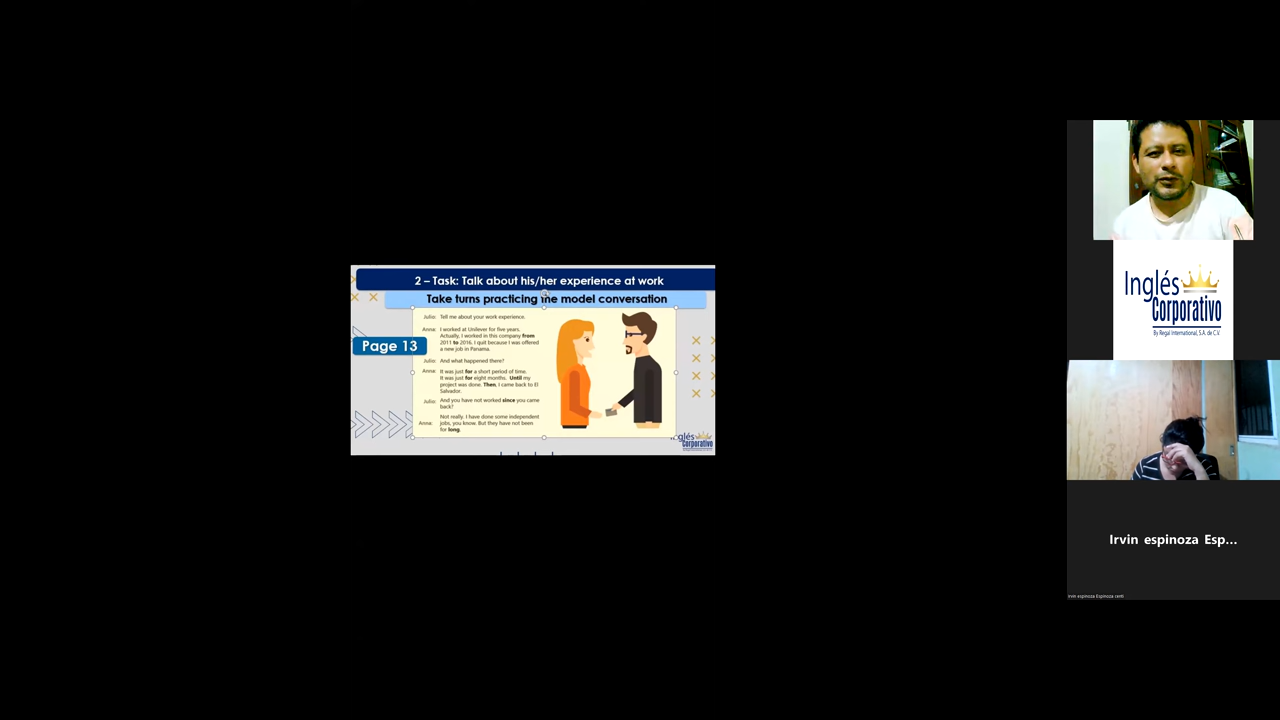 2 – Task: Talk about his/her experience at work
Take turns practicing the model conversation
Page 13
Julio: Tell me about your work experience.
Anna: I worked at Unilever for five years.
Actually, I worked in this company from
2011 to 2016. I quit because I was offered
a new job in Panama.
Julio: And what happened there?
Anna: It was just for a short period of time.
It was just for eight months. Until my
project was done. Then, I came back to El
Salvador.
Julio: And you have not worked since you came
back?
Anna: Not really. I have done some independent
jobs, you know. But they have not been
for long.
Inglés
Corporativo
Inglés
Corporativo
By Regal International, S.A. de C.V.
Irvin espinoza Esp...
Irvin espinoza Espinoza centi